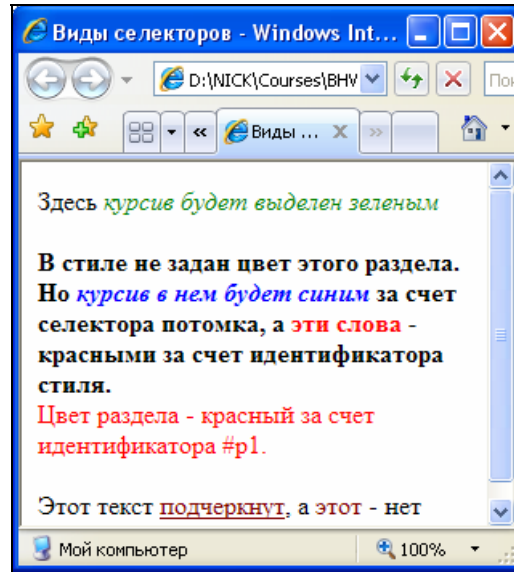 Виды селекторов - Windows Int...
D:\NICK\Courses\BHV
Пои
Виды ...
Здесь курсив будет выделен зеленым
В стиле не задан цвет этого раздела.
Но курсив в нем будет синим за счет
селектора потомка, а эти слова -
красными за счет идентификатора
стиля.
Цвет раздела - красный за счет
идентификатора #p1.
Этот текст подчеркнут, а этот - нет
Мой компьютер
100%